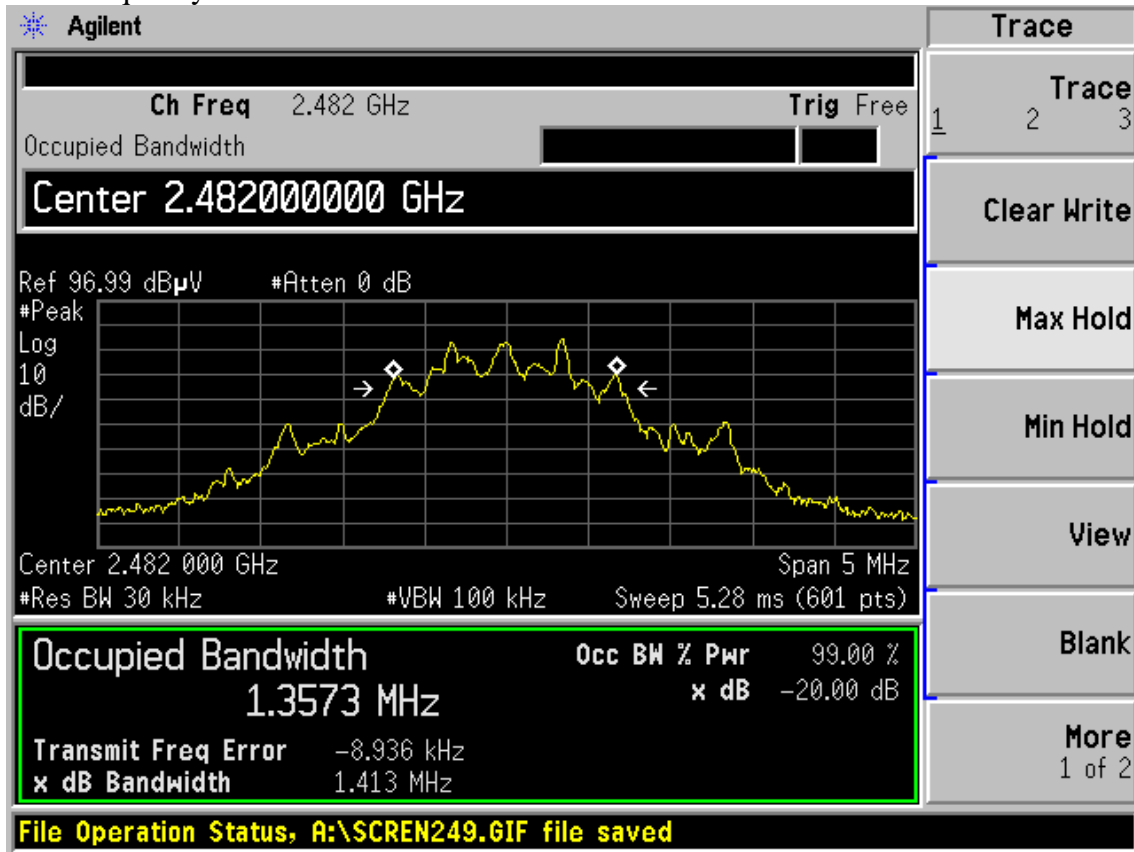 Agilent
Trace
Ch Freq 2.482 GHz Trig Free
Occupied Bandwidth
Center 2.482000000 GHz
Ref 96.99 dBµV #Atten 0 dB
#Peak
Log
10
dB/
Center 2.482 000 GHz Span 5 MHz
#Res BW 30 kHz #VBW 100 kHz Sweep 5.28 ms (601 pts)
Occupied Bandwidth Occ BW % Pwr 99.00 %
1.3573 MHz x dB -20.00 dB
Transmit Freq Error -8.936 kHz
x dB Bandwidth 1.413 MHz
File Operation Status, A:\SCREN249.GIF file saved
Trace
1 2 3
Clear Write
Max Hold
Min Hold
View
Blank
More
1 of 2